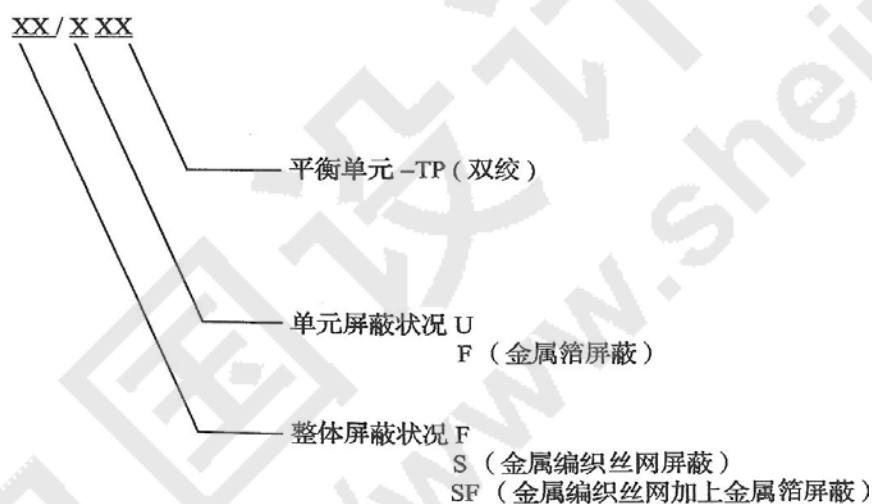 XX/X XX
平衡单元-TP(双绞)
单元屏蔽状况 U
F(金属箔屏蔽)
整体屏蔽状况 F
S(金属编织丝网屏蔽)
SF(金属编织丝网加上金属箔屏蔽)